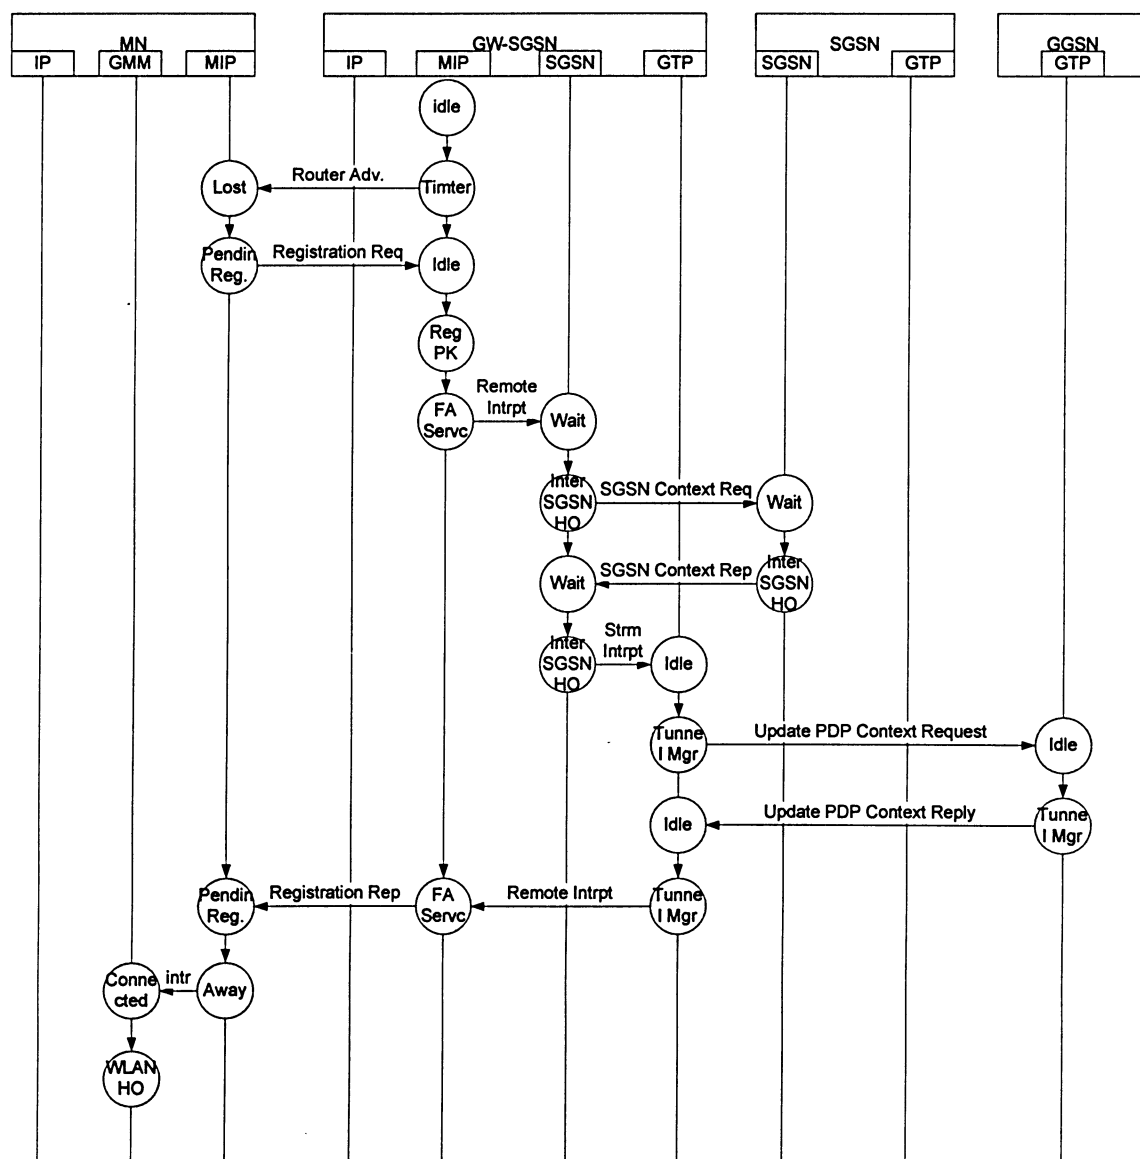 MN
GW-SGSN
SGSN
GGSN
IP
GMM
MIP
IP
MIP
SGSN
GTP
SGSN
GTP
GTP
idle
Lost
Router Adv.
Timter
Pendin
Reg.
Registration Req
Idle
Reg
PK
FA
Servc
Remote
Intrpt
Wait
Inter
SGSN
HO
SGSN Context Req
Wait
Wait
SGSN Context Rep
Inter
SGSN
HO
Inter
SGSN
HO
Strm
Intrpt
Idle
Tunne
l Mgr
Update PDP Context Request
Idle
Idle
Update PDP Context Reply
Tunne
l Mgr
Pendin
Reg.
Registration Rep
FA
Servc
Remote Intrpt
Tunne
l Mgr
Conne
cted
intr
Away
WLAN
HO